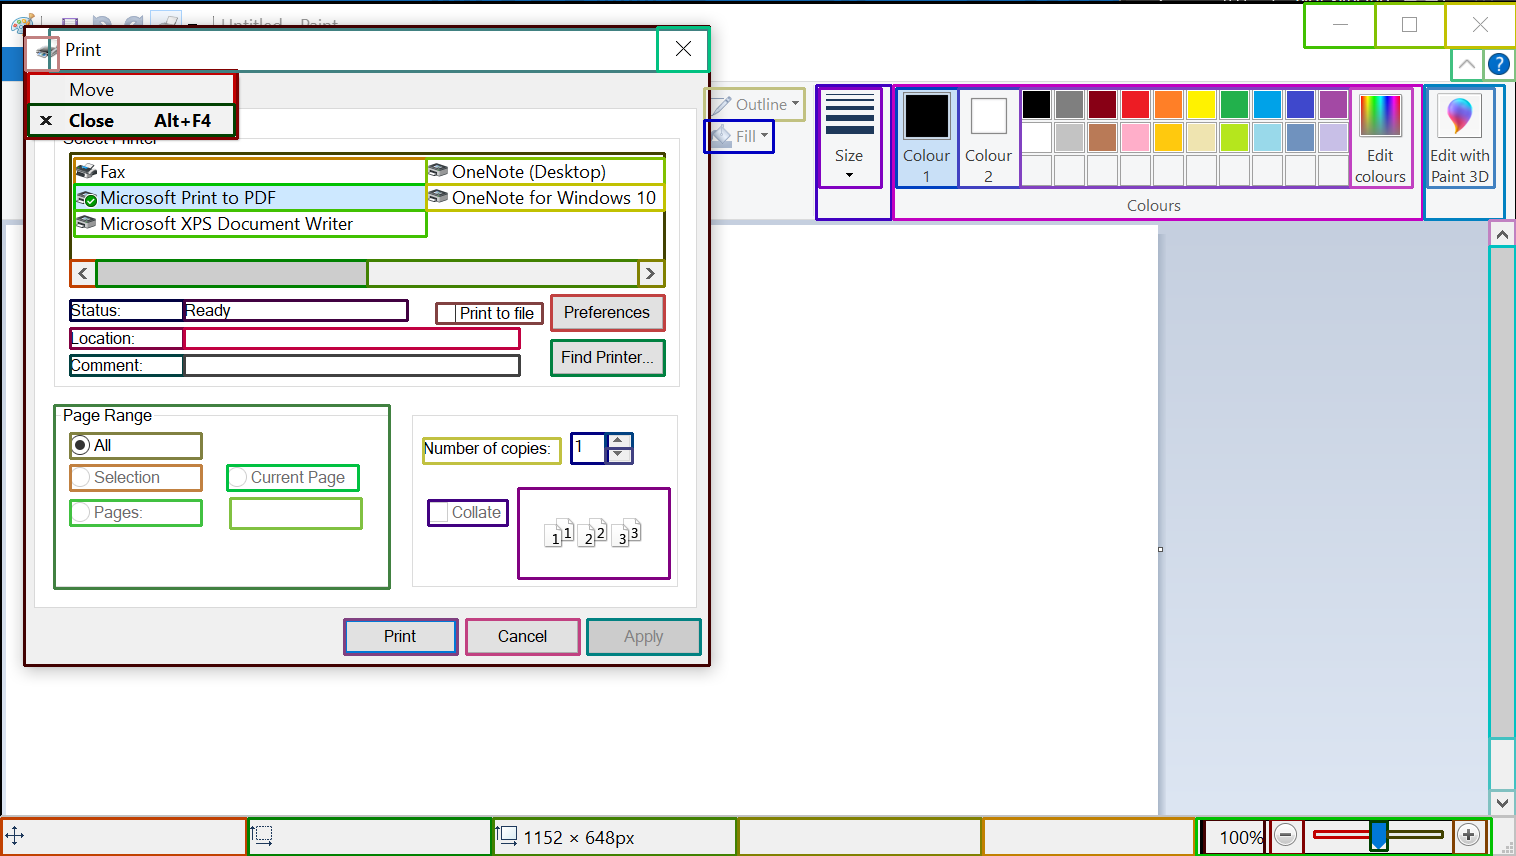 Untitled - Paint
Print
Move
Close Alt+F4
Outline
Fill
Size
Colour
1
Colour
2
Edit
colours
Edit with
Paint 3D
Colours
Select Printer
Fax
OneNote (Desktop)
Microsoft Print to PDF
OneNote for Windows 10
Microsoft XPS Document Writer
Status: Ready
Print to file
Preferences
Location:
Find Printer...
Comment:
Page Range
All
Selection
Current Page
Pages:
Number of copies: 1
Collate
1 1 2 2 3 3
Print
Cancel
Apply
1152 × 648px
100%